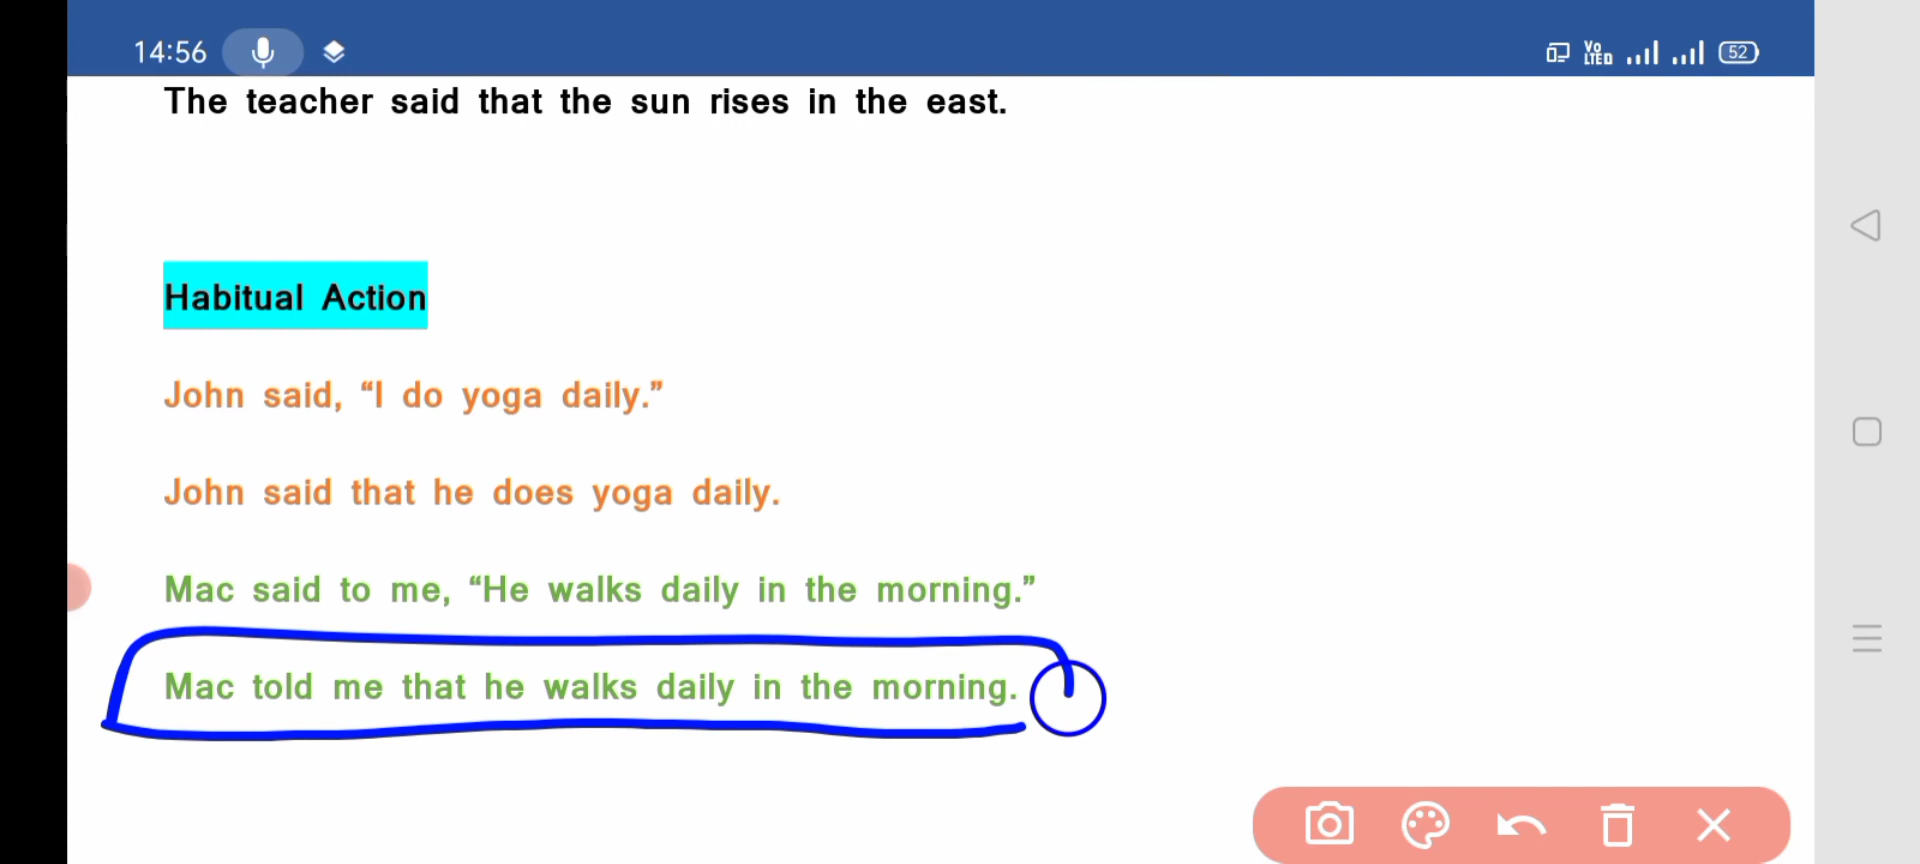 14:56
Vo
LTED
52
The teacher said that the sun rises in the east.
Habitual Action
John said, “I do yoga daily.”
John said that he does yoga daily.
Mac said to me, “He walks daily in the morning.”
Mac told me that he walks daily in the morning.